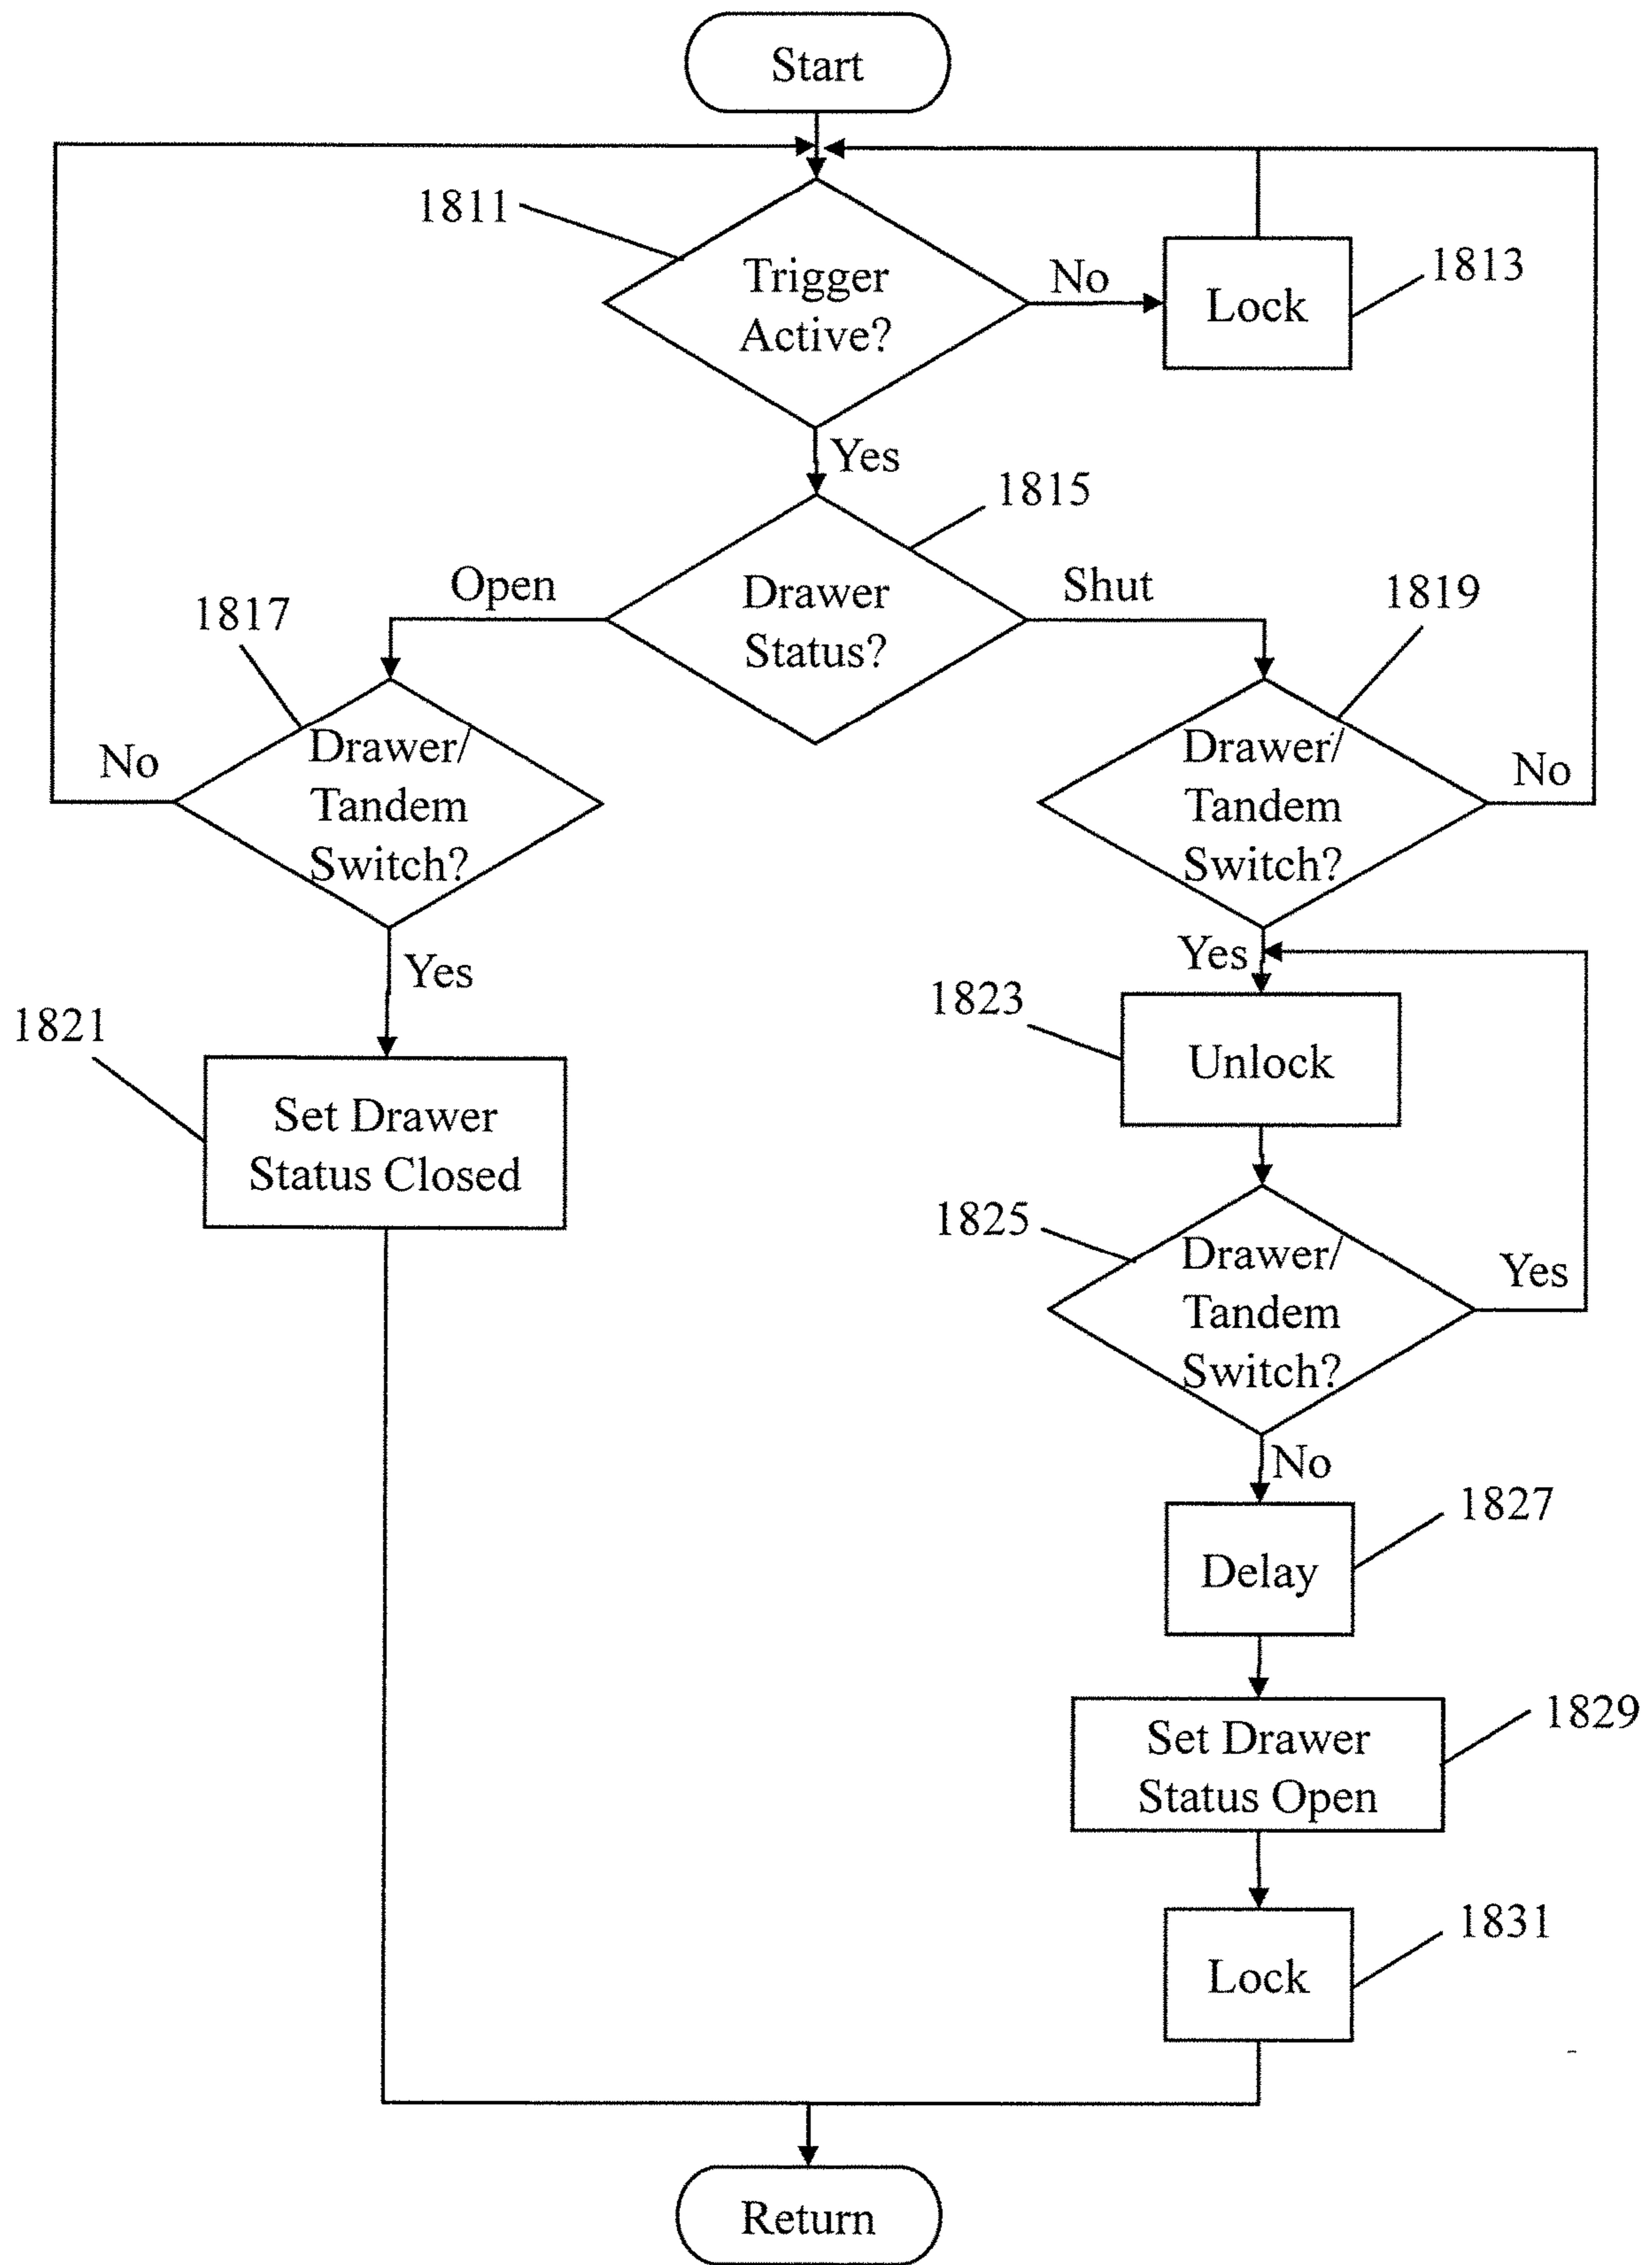 Start
1811
Trigger
Active?
No
Lock
1813
Yes
1815
Drawer
Status?
Open
Shut
1817
Drawer/
Tandem
Switch?
No
1819
Drawer/
Tandem
Switch?
No
Yes
Yes
1821
Set Drawer
Status Closed
1823
Unlock
1825
Drawer/
Tandem
Switch?
Yes
No
1827
Delay
1829
Set Drawer
Status Open
1831
Lock
Return